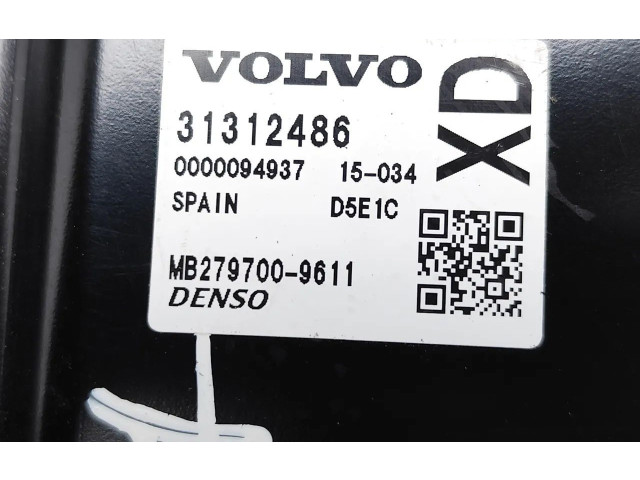 VOLVO
XD
31312486
0000094937 15-034
SPAIN D5E1C
MB279700-9611
DENSO